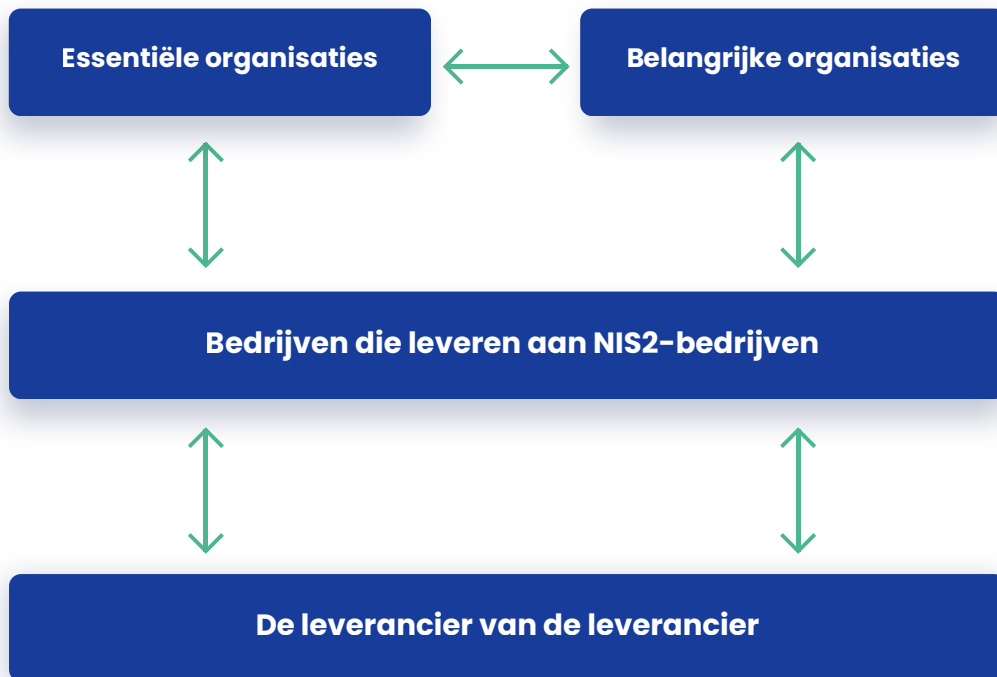 Essentiële organisaties
Belangrijke organisaties
Bedrijven die leveren aan NIS2-bedrijven
De leverancier van de leverancier